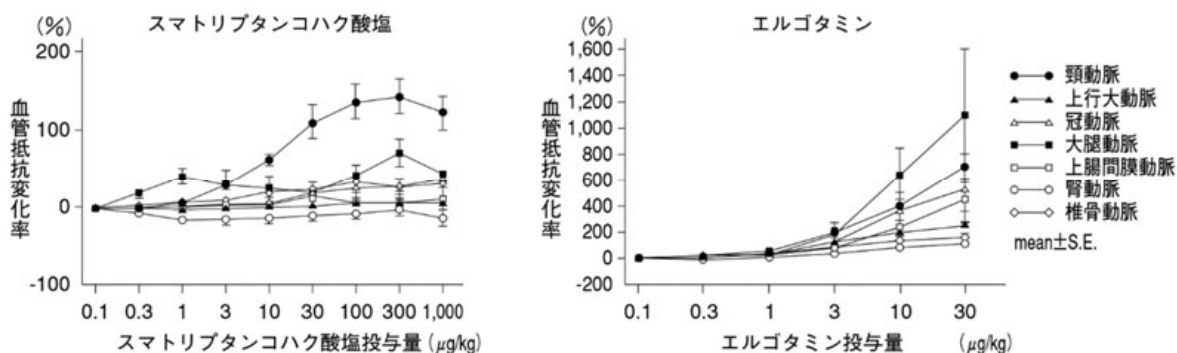 スマトリプタンコハク酸塩
(%)
200
100
0
-100
血管抵抗変化率
0.1 0.3 1 3 10 30 100 300 1,000
スマトリプタンコハク酸塩投与量 (μg/kg)
エルゴタミン
(%)
1,600
1,400
1,200
1,000
800
600
400
200
0
-200
血管抵抗変化率
0.1 0.3 1 3 10 30
エルゴタミン投与量 (μg/kg)
頸動脈
上行大動脈
冠動脈
大腿動脈
上腸間膜動脈
腎動脈
椎骨動脈
mean±S.E.